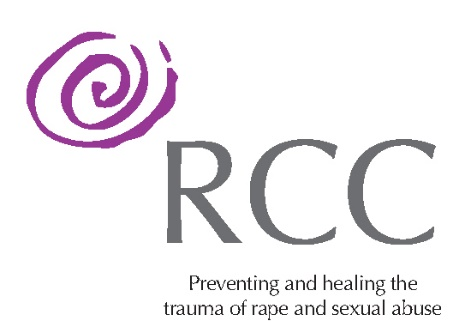 RCC
Preventing and healing the
trauma of rape and sexual abuse